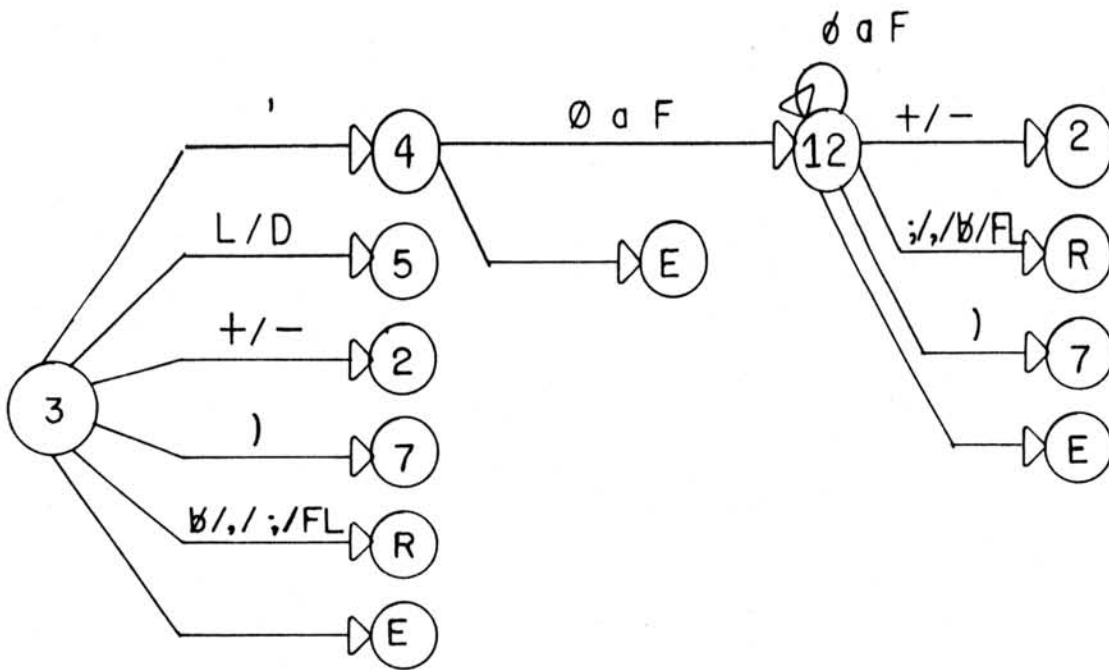 ø a F
'
4
Ø a F
12
+/-
2
L/D
5
E
;/,/b̸/FL
R
+/-
2
)
7
3
)
7
E
b̸/,/;/FL
R
E